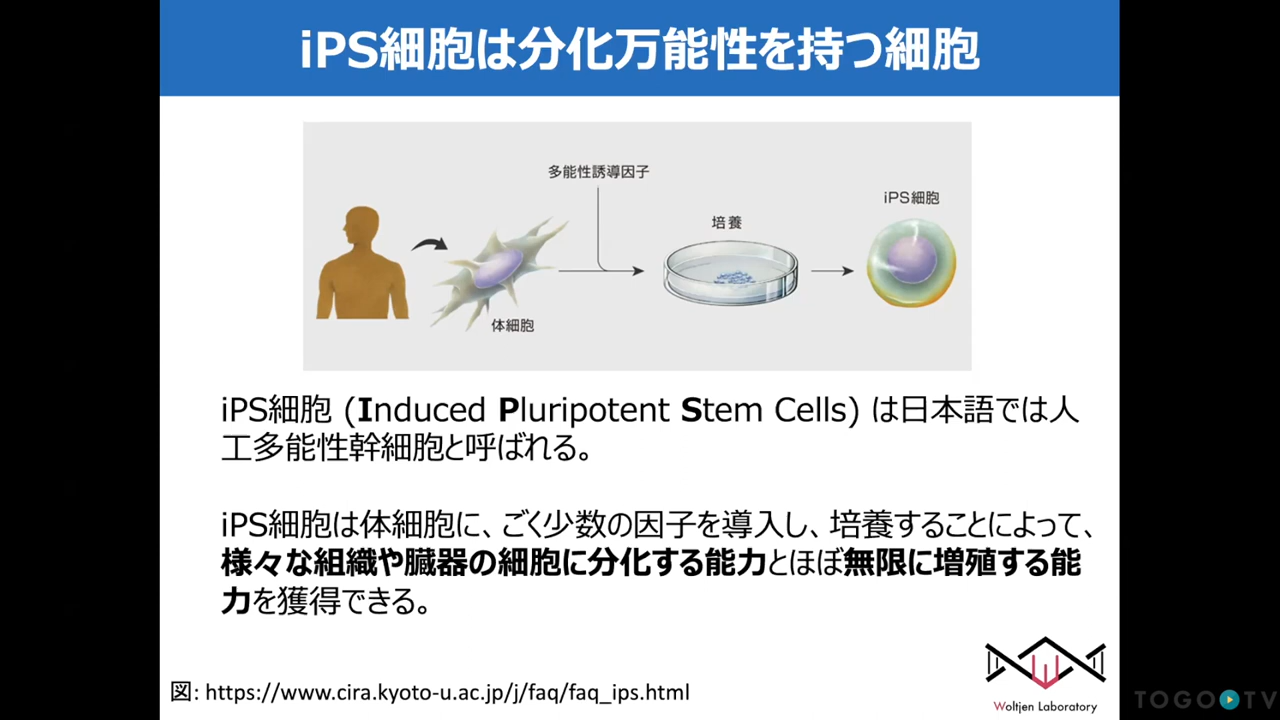 iPS細胞は分化万能性を持つ細胞
多能性誘導因子
iPS細胞
培養
体細胞
iPS細胞 (Induced Pluripotent Stem Cells) は日本語では人
工多能性幹細胞と呼ばれる。
iPS細胞は体細胞に、ごく少数の因子を導入し、培養することによって、
様々な組織や臓器の細胞に分化する能力とほぼ無限に増殖する能
力を獲得できる。
図: https://www.cira.kyoto-u.ac.jp/j/faq/faq_ips.html
Woltjen Laboratory
TOGO TV